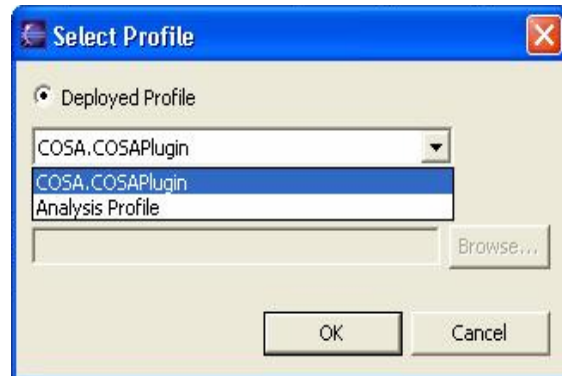 Select Profile
Deployed Profile
COSA.COSAPlugin
COSA.COSAPlugin
Analysis Profile
Browse...
OK Cancel